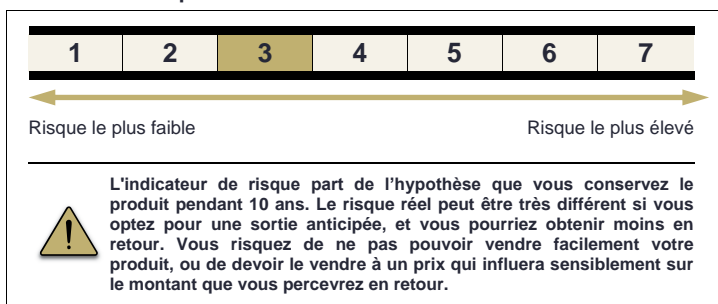 1 2 3 4 5 6 7
Risque le plus faible Risque le plus élevé
L'indicateur de risque part de l’hypothèse que vous conservez le
produit pendant 10 ans. Le risque réel peut être très différent si vous
optez pour une sortie anticipée, et vous pourriez obtenir moins en
retour. Vous risquez de ne pas pouvoir vendre facilement votre
produit, ou de devoir le vendre à un prix qui influera sensiblement sur
le montant que vous percevrez en retour.